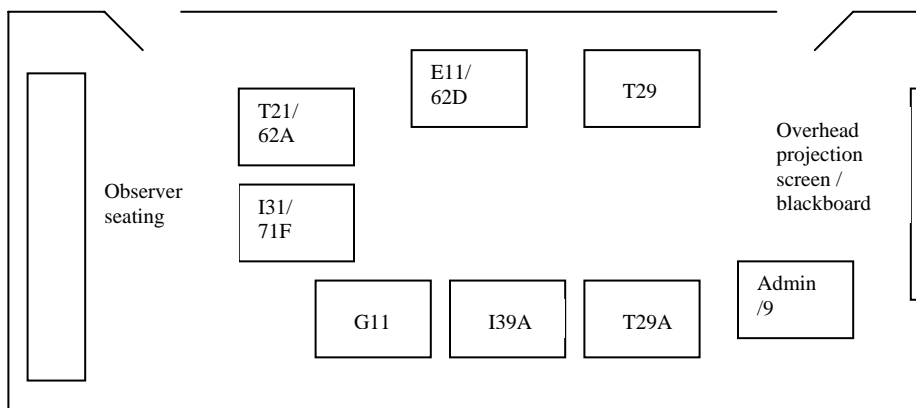 E11/
62D
T29
T21/
62A
Overhead
projection
screen /
blackboard
Observer
seating
I31/
71F
Admin
/9
G11
I39A
T29A